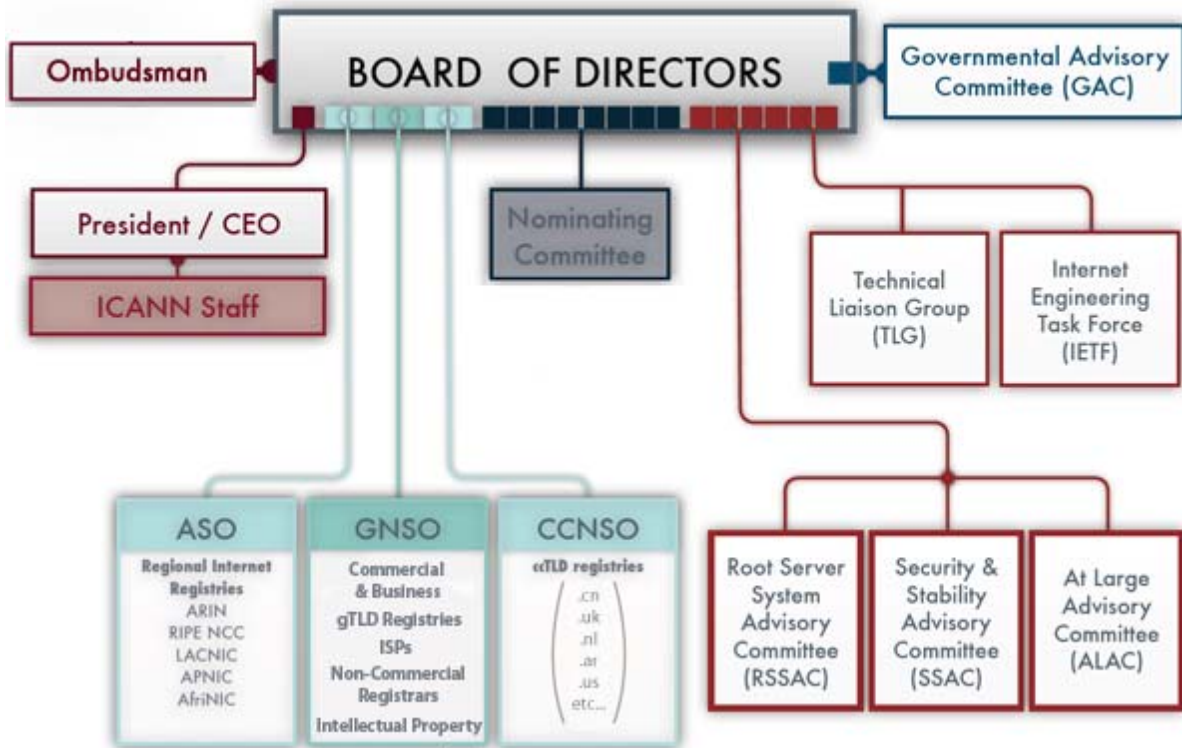 Ombudsman
BOARD OF DIRECTORS
Governmental Advisory
Committee (GAC)
President / CEO
ICANN Staff
Nominating
Committee
Technical
Liaison Group
(TLG)
Internet
Engineering
Task Force
(IETF)
ASO
Regional Internet
Registries
ARIN
RIPE NCC
LACNIC
APNIC
AfriNIC
GNSO
Commercial
& Business
gTLD Registries
ISPs
Non-Commercial
Registrars
Intellectual Property
CCNSO
ccTLD registries
.cn
.uk
.nl
.ar
.us
etc...
Root Server
System
Advisory
Committee
(RSSAC)
Security &
Stability
Advisory
Committee
(SSAC)
At Large
Advisory
Committee
(ALAC)